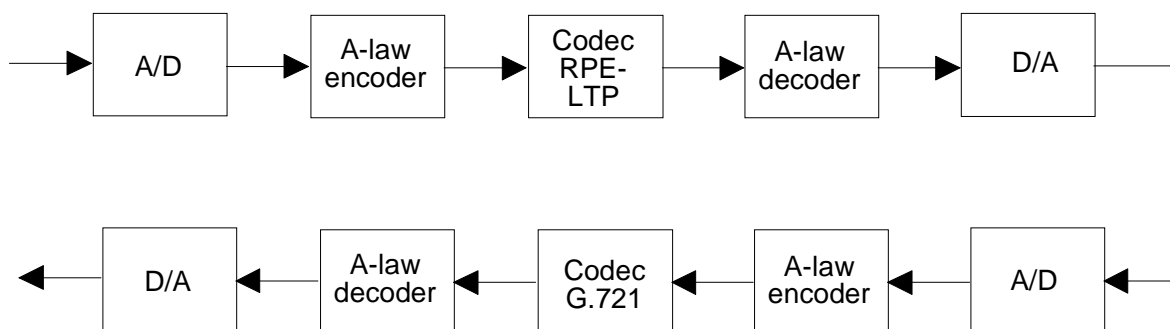 A/D
A-law
encoder
Codec
RPE-
LTP
A-law
decoder
D/A
D/A
A-law
decoder
Codec
G.721
A-law
encoder
A/D